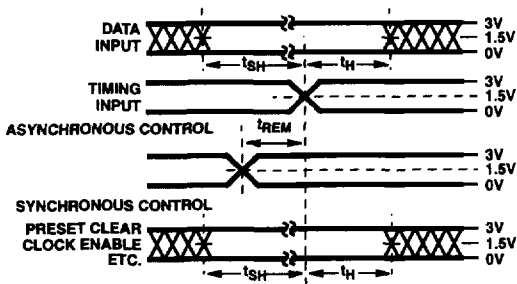 DATA
INPUT
3V
1.5V
0V
tSH
tH
TIMING
INPUT
3V
1.5V
0V
ASYNCHRONOUS CONTROL
tREM
3V
1.5V
0V
SYNCHRONOUS CONTROL
PRESET CLEAR
CLOCK ENABLE
ETC.
3V
1.5V
0V
tSH
tH